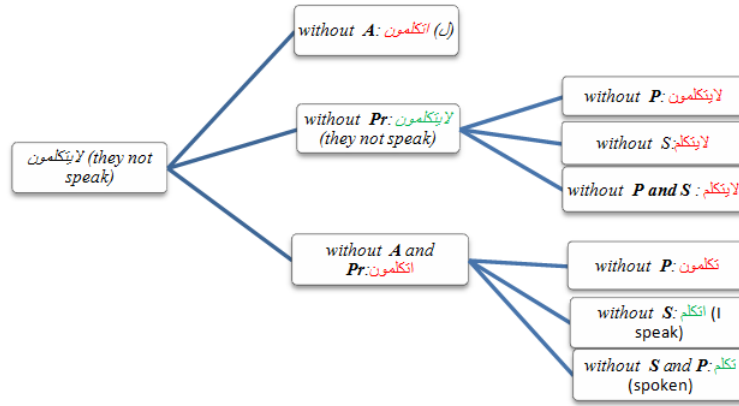 without A: اتكلمون (ل)
without Pr: لايتكلمون
(they not speak)
without P: لايتكلمون
without S: لايتكلم
without P and S : لايتكلم
لايتكلمون (they not
speak)
without A and
Pr: اتكلمون
without P: تكلمون
without S: اتكلم (I
speak)
without S and P: تكلم
(spoken)